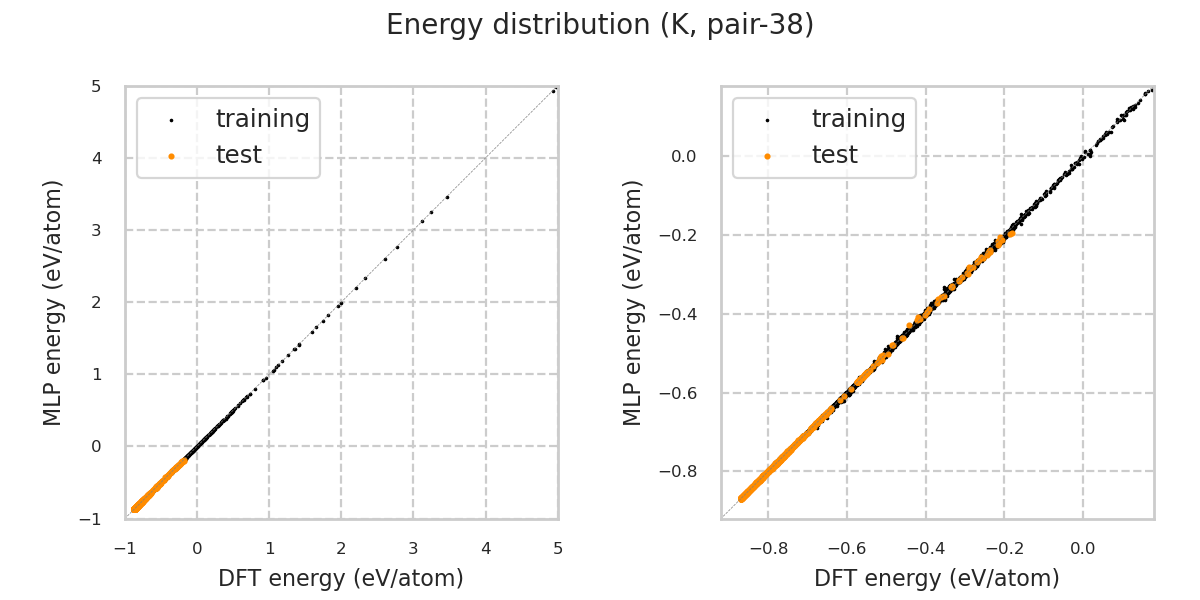 Energy distribution (K, pair-38)
training
test
MLP energy (eV/atom)
5
4
3
2
1
0
−1
−1
0
1
2
3
4
5
DFT energy (eV/atom)
training
test
MLP energy (eV/atom)
0.0
−0.2
−0.4
−0.6
−0.8
−0.8
−0.6
−0.4
−0.2
0.0
DFT energy (eV/atom)